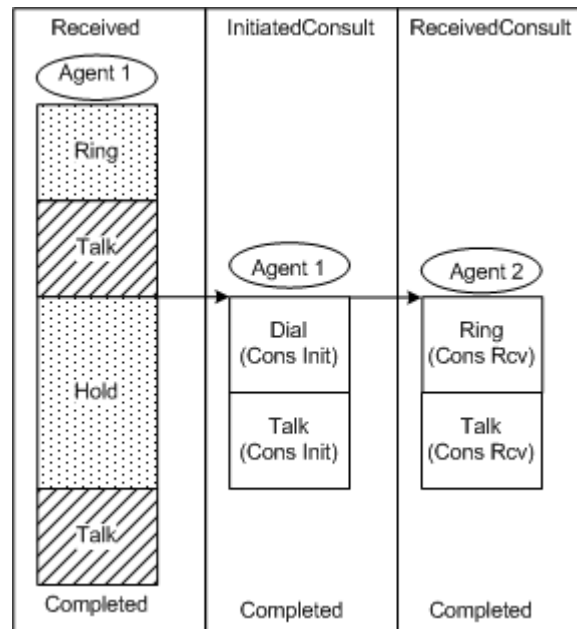 Received
Agent 1
Ring
Talk
Hold
Talk
Completed
InitiatedConsult
Agent 1
Dial
(Cons Init)
Talk
(Cons Init)
Completed
ReceivedConsult
Agent 2
Ring
(Cons Rcv)
Talk
(Cons Rcv)
Completed